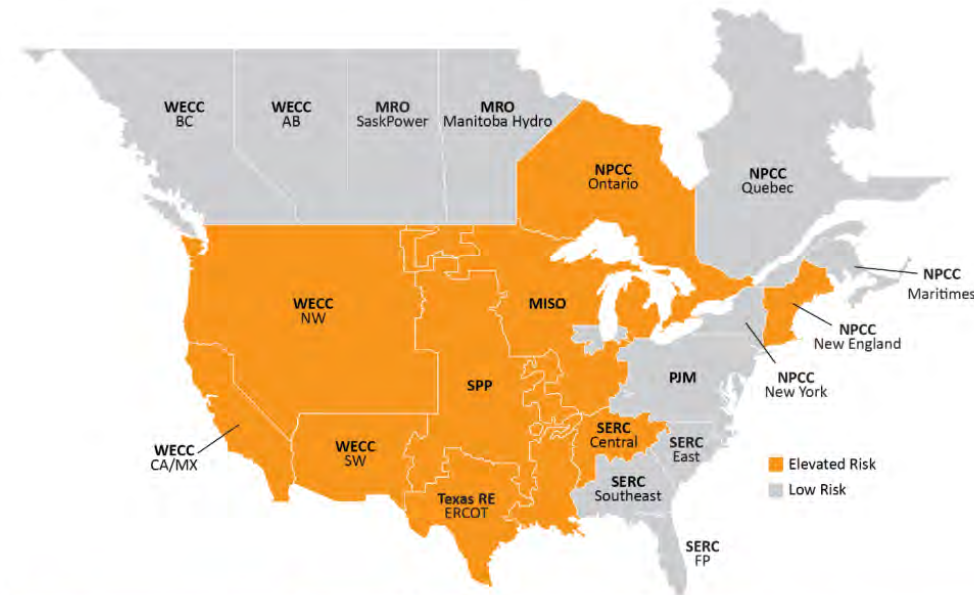 WECC
BC
WECC
AB
MRO
SaskPower
MRO
Manitoba Hydro
NPCC
Ontario
NPCC
Quebec
NPCC
Maritimes
WECC
NW
MISO
NPCC
New England
SPP
PJM
NPCC
New York
WECC
CA/MX
WECC
SW
SERC
Central
SERC
East
SERC
Southeast
Elevated Risk
Low Risk
Texas RE
ERCOT
SERC
FP